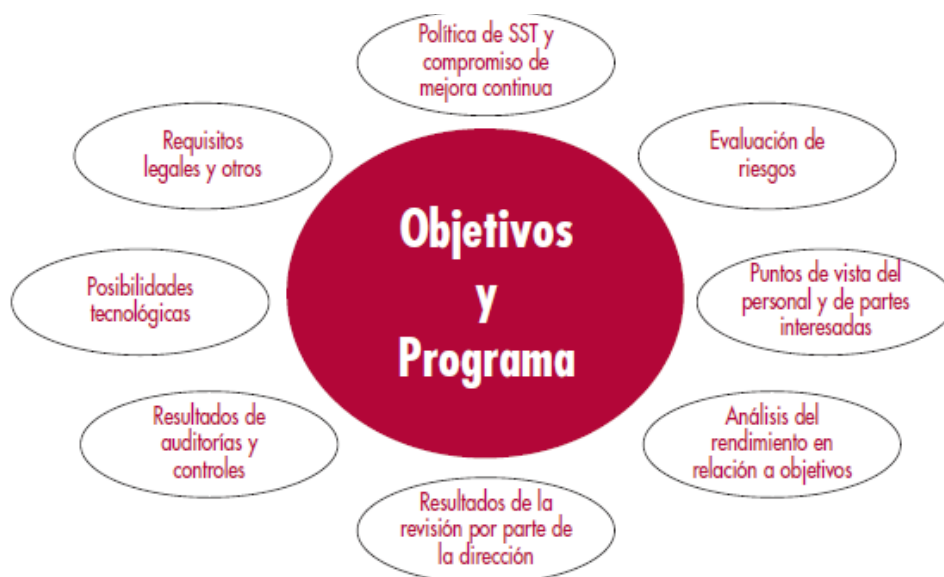 Política de SST y
compromiso de
mejora continua
Requisitos
legales y otros
Evaluación de
riesgos
Objetivos
y
Programa
Posibilidades
tecnológicas
Puntos de vista del
personal y de partes
interesadas
Resultados de
auditorías y
controles
Análisis del
rendimiento en
relación a objetivos
Resultados de la
revisión por parte de
la dirección